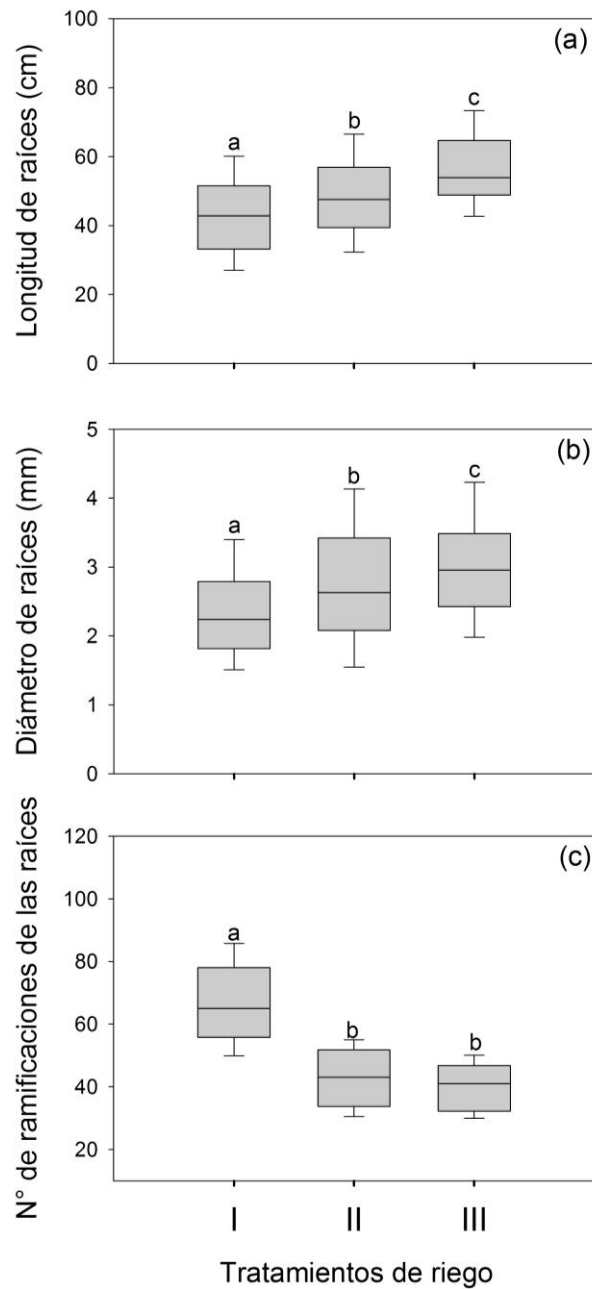 Longitud de raíces (cm)
100
80
60
40
20
0
(a)
a
b
c
Diámetro de raíces (mm)
5
4
3
2
1
0
(b)
a
b
c
N° de ramificaciones de las raíces
120
100
80
60
40
20
(c)
a
b
b
I
II
III
Tratamientos de riego